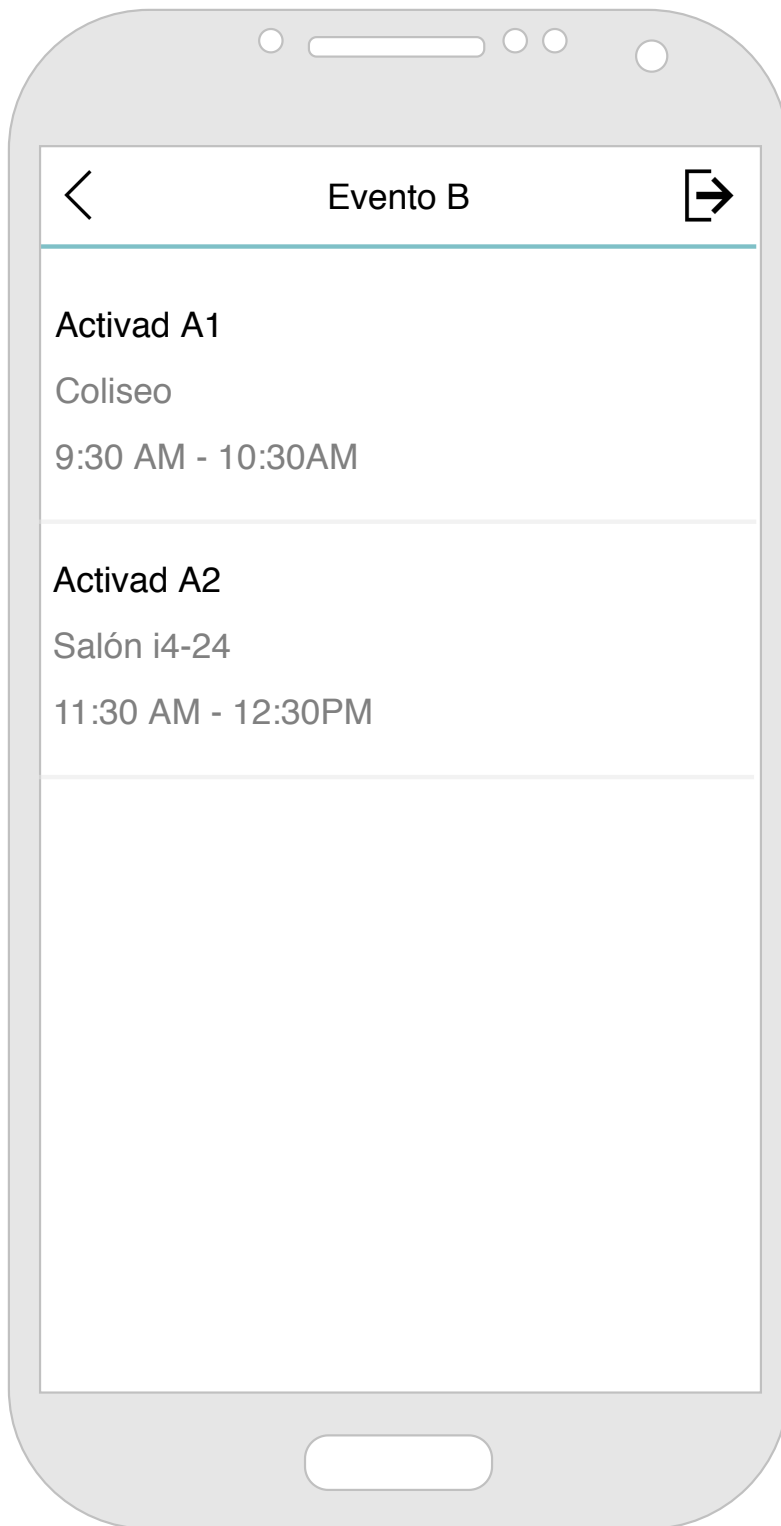 Evento B
Activad A1
Coliseo
9:30 AM - 10:30AM
Activad A2
Salón i4-24
11:30 AM - 12:30PM